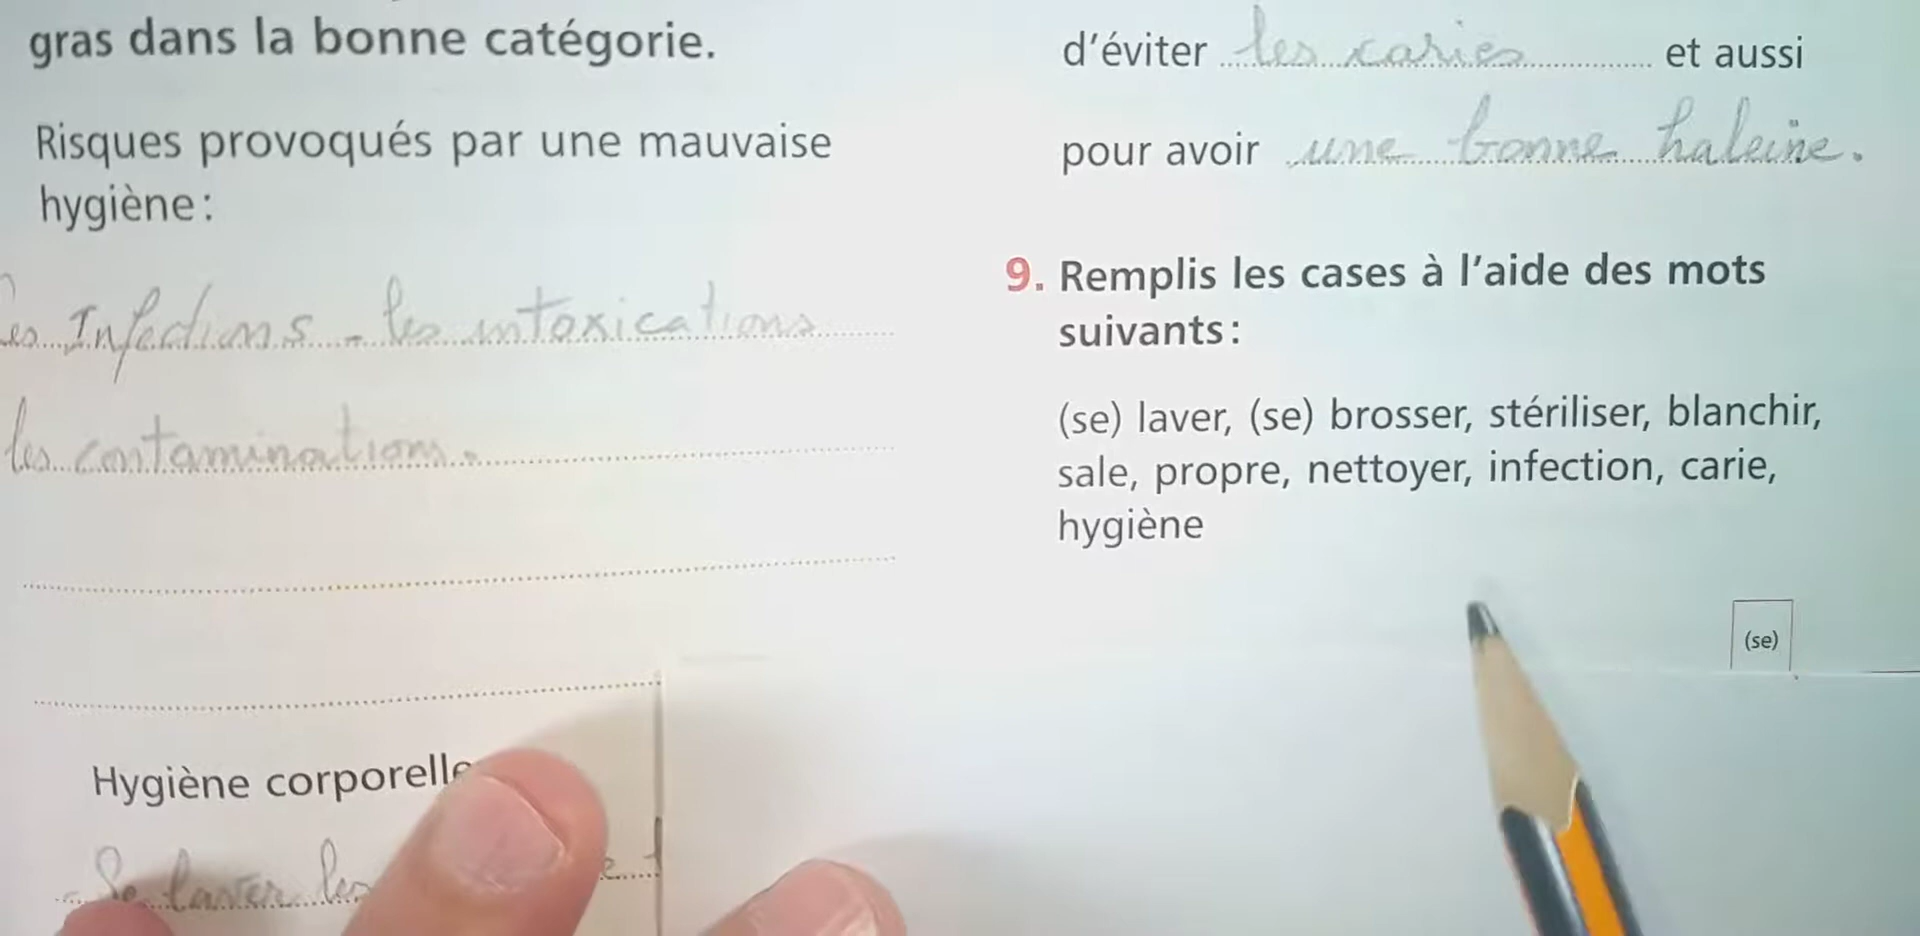 gras dans la bonne catégorie.
Risques provoqués par une mauvaise
hygiène :
Les Infections - les intoxications
les contaminations.
Hygiène corporelle
- Se laver les
d'éviter les caries et aussi
pour avoir une bonne haleine.
9. Remplis les cases à l'aide des mots
suivants :
(se) laver, (se) brosser, stériliser, blanchir,
sale, propre, nettoyer, infection, carie,
hygiène
(se)